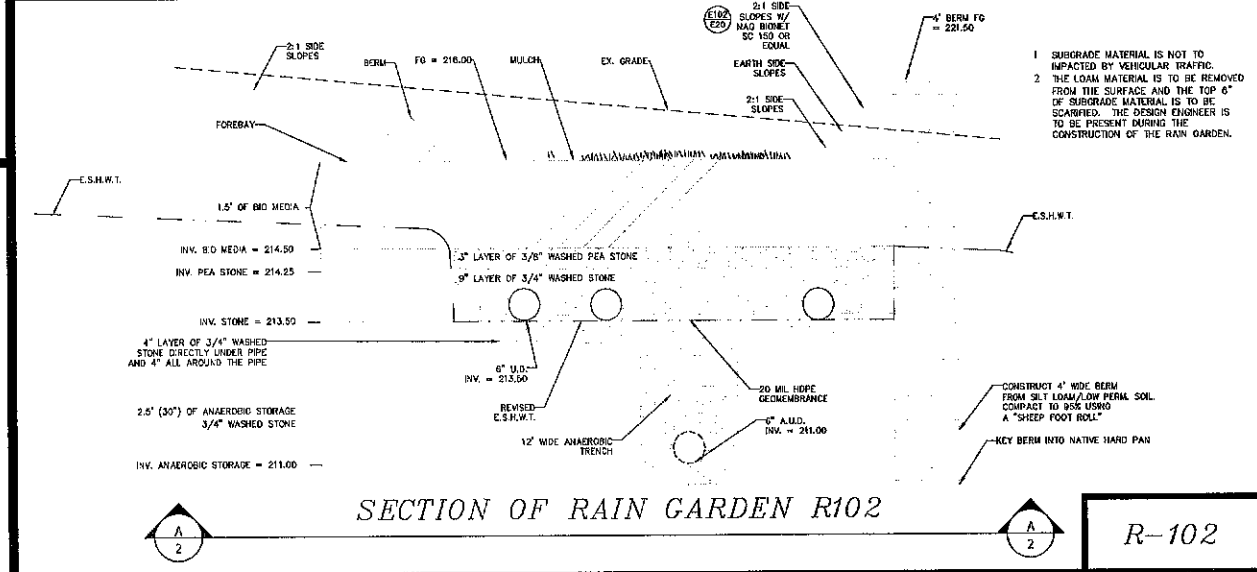 2:1 SIDE
SLOPES
BERM
FG = 216.00
MULCH
EX. GRADE
E102
E20
2:1 SIDE
SLOPES W/
NAG BIONET
SC 150 OR
EQUAL
EARTH SIDE
SLOPES
2:1 SIDE
SLOPES
4' BERM FG
= 221.50
1 SUBGRADE MATERIAL IS NOT TO
IMPACTED BY VEHICULAR TRAFFIC.
2 THE LOAM MATERIAL IS TO BE REMOVED
FROM THE SURFACE AND THE TOP 6"
OF SUBGRADE MATERIAL IS TO BE
SCARIFIED. THE DESIGN ENGINEER IS
TO BE PRESENT DURING THE
CONSTRUCTION OF THE RAIN GARDEN.
FOREBAY
E.S.H.W.T.
1.5' OF BIO MEDIA
INV. BIO MEDIA = 214.50
INV. PEA STONE = 214.25
INV. STONE = 213.50
4" LAYER OF 3/4" WASHED
STONE DIRECTLY UNDER PIPE
AND 4" ALL AROUND THE PIPE
2.5' (30") OF ANAEROBIC STORAGE
3/4" WASHED STONE
INV. ANAEROBIC STORAGE = 211.00
3" LAYER OF 3/8" WASHED PEA STONE
9" LAYER OF 3/4" WASHED STONE
6" U.D.
INV. = 213.50
REVISED
E.S.H.W.T.
12' WIDE ANAEROBIC
TRENCH
20 MIL HDPE
GEOMEMBRANCE
6" A.U.D.
INV. = 211.00
E.S.H.W.T.
CONSTRUCT 4' WIDE BERM
FROM SILT LOAM/LOW PERM. SOIL.
COMPACT TO 95% USING
A "SHEEP FOOT ROLL"
KEY BERM INTO NATIVE HARD PAN
A
2
SECTION OF RAIN GARDEN R102
A
2
R-102